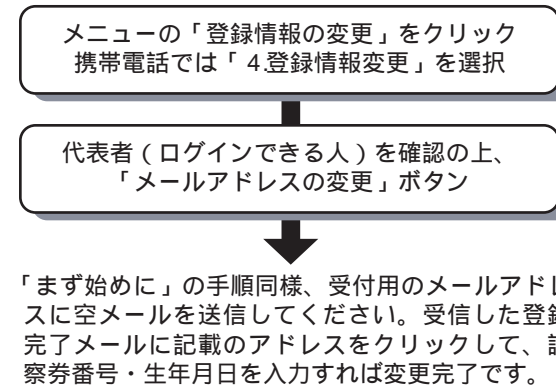 メニューの「登録情報の変更」をクリック
携帯電話では「4.登録情報変更」を選択
代表者(ログインできる人)を確認の上、
「メールアドレスの変更」ボタン
「まず始めに」の手順同様、受付用のメールアド
スに空メールを送信してください。受信した登
完了メールに記載のアドレスをクリックして、
察券番号・生年月日を入力すれば変更完了です。